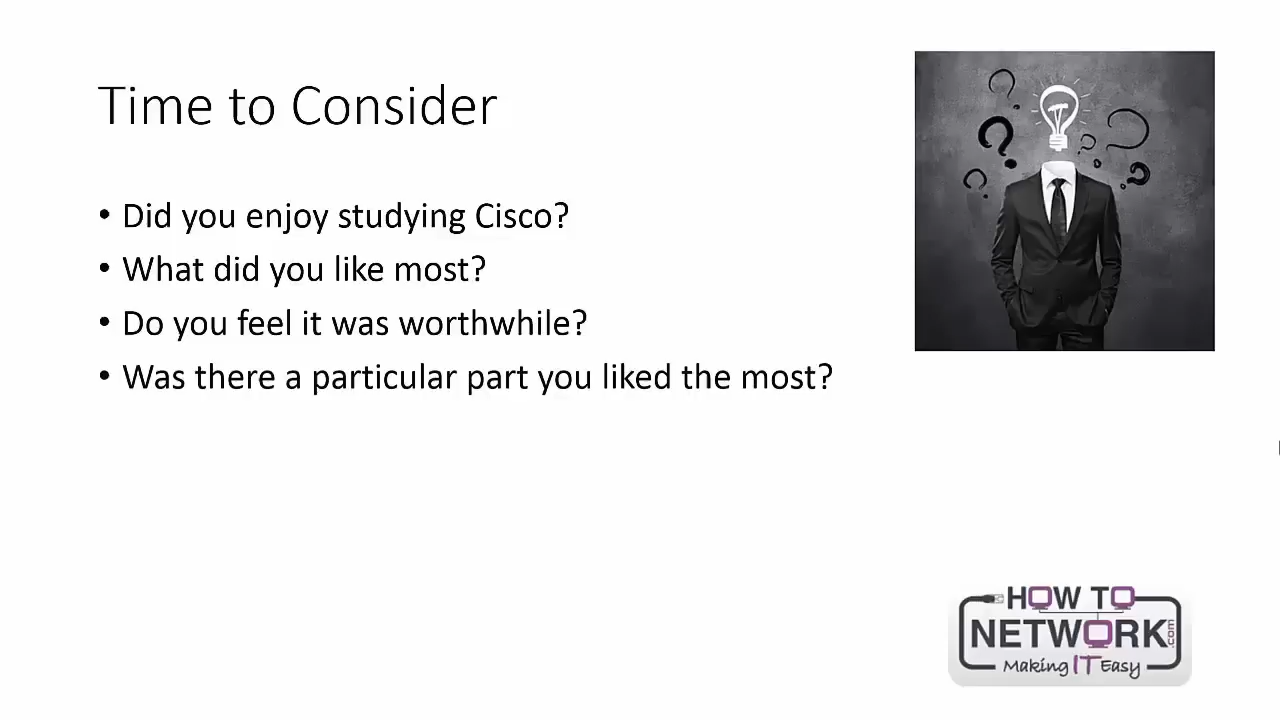 Time to Consider
• Did you enjoy studying Cisco?
• What did you like most?
• Do you feel it was worthwhile?
• Was there a particular part you liked the most?
HOW TO
NETWORK.com
Making IT Easy